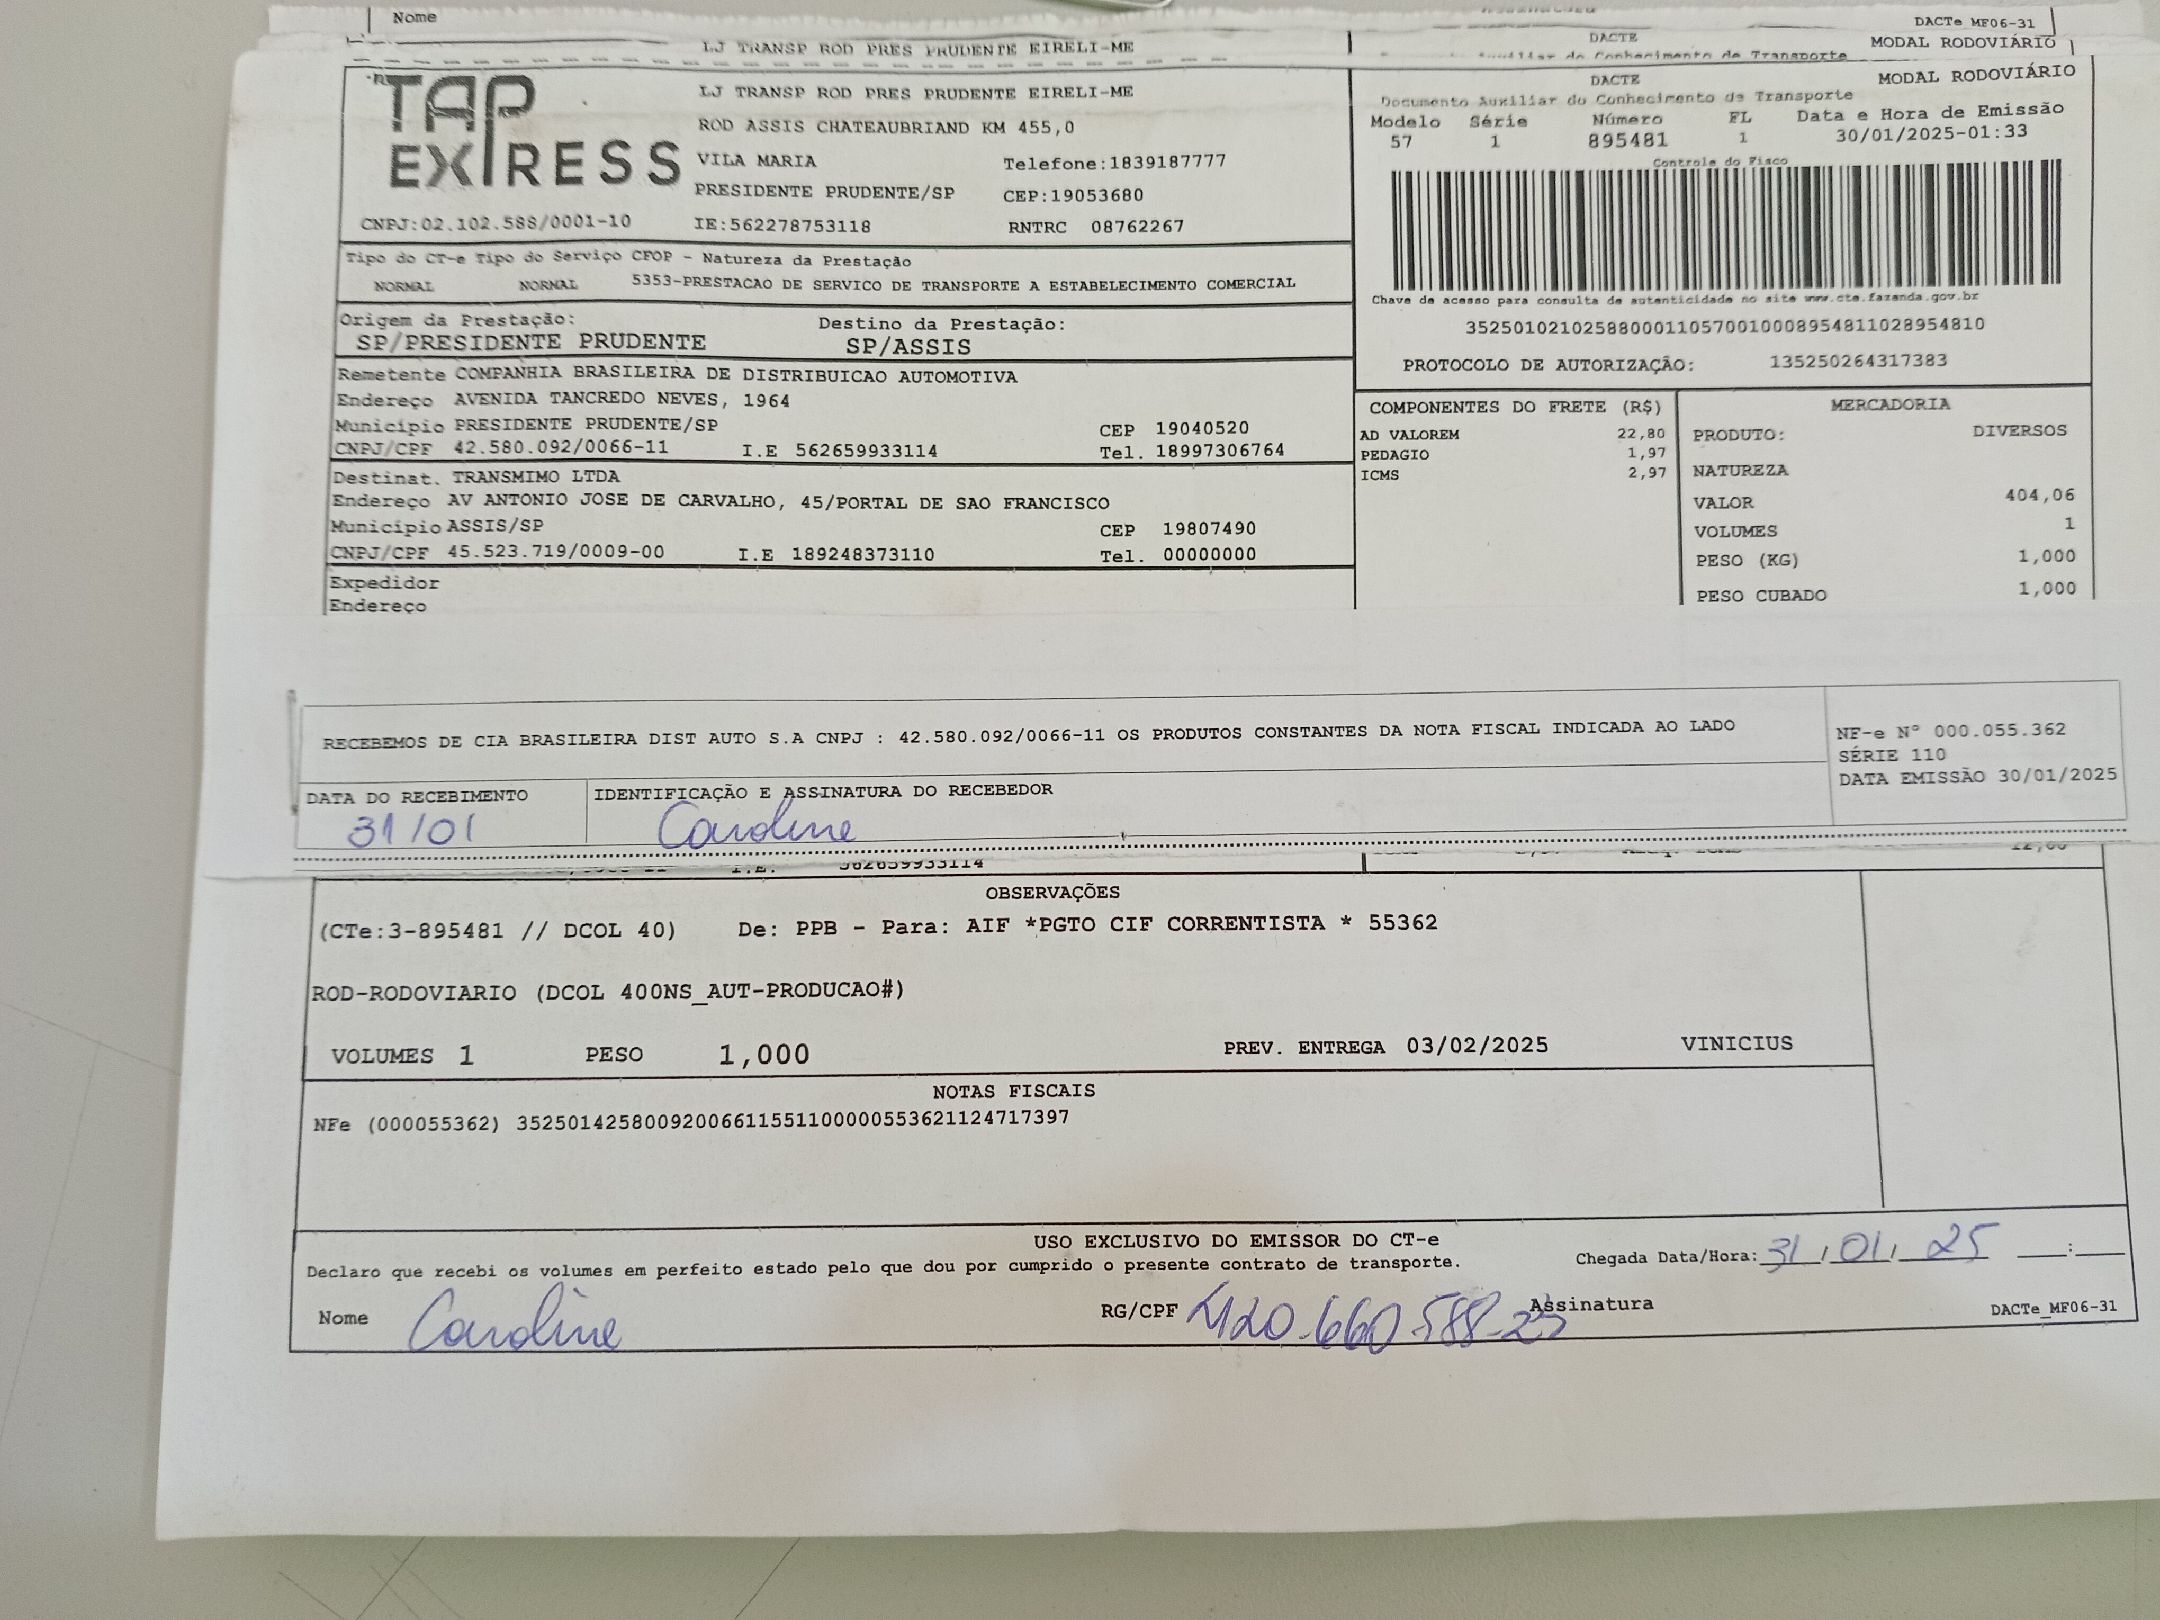 Nome
DACTe MF06-31
LJ TRANSP ROD PRES PRUDENTE EIRELI-ME
DACTE
MODAL RODOVIÁRIO
Auxiliar do Conhecimento de Transporte
TAP EXPRESS
LJ TRANSP ROD PRES PRUDENTE EIRELI-ME
ROD ASSIS CHATEAUBRIAND KM 455,0
VILA MARIA Telefone:1839187777
PRESIDENTE PRUDENTE/SP CEP:19053680
CNPJ:02.102.588/0001-10 IE:562278753118 RNTRC 08762267
DACTE MODAL RODOVIÁRIO
Documento Auxiliar do Conhecimento de Transporte
Modelo Série Número FL Data e Hora de Emissão
57 1 895481 1 30/01/2025-01:33
Controle do Fisco
Chave de acesso para consulta de autenticidade no site www.cte.fazenda.gov.br
35250102102588000110570010008954811028954810
PROTOCOLO DE AUTORIZAÇÃO: 135250264317383
Tipo do CT-e Tipo do Serviço CFOP - Natureza da Prestação
NORMAL NORMAL 5353-PRESTACAO DE SERVICO DE TRANSPORTE A ESTABELECIMENTO COMERCIAL
Origem da Prestação: Destino da Prestação:
SP/PRESIDENTE PRUDENTE SP/ASSIS
Remetente COMPANHIA BRASILEIRA DE DISTRIBUICAO AUTOMOTIVA
Endereço AVENIDA TANCREDO NEVES, 1964
Município PRESIDENTE PRUDENTE/SP CEP 19040520
CNPJ/CPF 42.580.092/0066-11 I.E 562659933114 Tel. 18997306764
Destinat. TRANSMIMO LTDA
Endereço AV ANTONIO JOSE DE CARVALHO, 45/PORTAL DE SAO FRANCISCO
Município ASSIS/SP CEP 19807490
CNPJ/CPF 45.523.719/0009-00 I.E 189248373110 Tel. 00000000
Expedidor
Endereço
COMPONENTES DO FRETE (R$)
AD VALOREM 22,80
PEDAGIO 1,97
ICMS 2,97
MERCADORIA
PRODUTO: DIVERSOS
NATUREZA
VALOR 404,06
VOLUMES 1
PESO (KG) 1,000
PESO CUBADO 1,000
RECEBEMOS DE CIA BRASILEIRA DIST AUTO S.A CNPJ : 42.580.092/0066-11 OS PRODUTOS CONSTANTES DA NOTA FISCAL INDICADA AO LADO
NF-e Nº 000.055.362
SÉRIE 110
DATA EMISSÃO 30/01/2025
DATA DO RECEBIMENTO IDENTIFICAÇÃO E ASSINATURA DO RECEBEDOR
31/01 Caroline
I.E. 562659933114
OBSERVAÇÕES
(CTe:3-895481 // DCOL 40) De: PPB - Para: AIF *PGTO CIF CORRENTISTA * 55362
ROD-RODOVIARIO (DCOL 400NS_AUT-PRODUCAO#)
VOLUMES 1 PESO 1,000 PREV. ENTREGA 03/02/2025 VINICIUS
NOTAS FISCAIS
NFe (000055362) 35250142580092006611551100000553621124717397
USO EXCLUSIVO DO EMISSOR DO CT-e
Declaro que recebi os volumes em perfeito estado pelo que dou por cumprido o presente contrato de transporte.
Chegada Data/Hora: 31/01/25 __:__
Nome Caroline RG/CPF 420.660.588-25 Assinatura DACTe_MF06-31